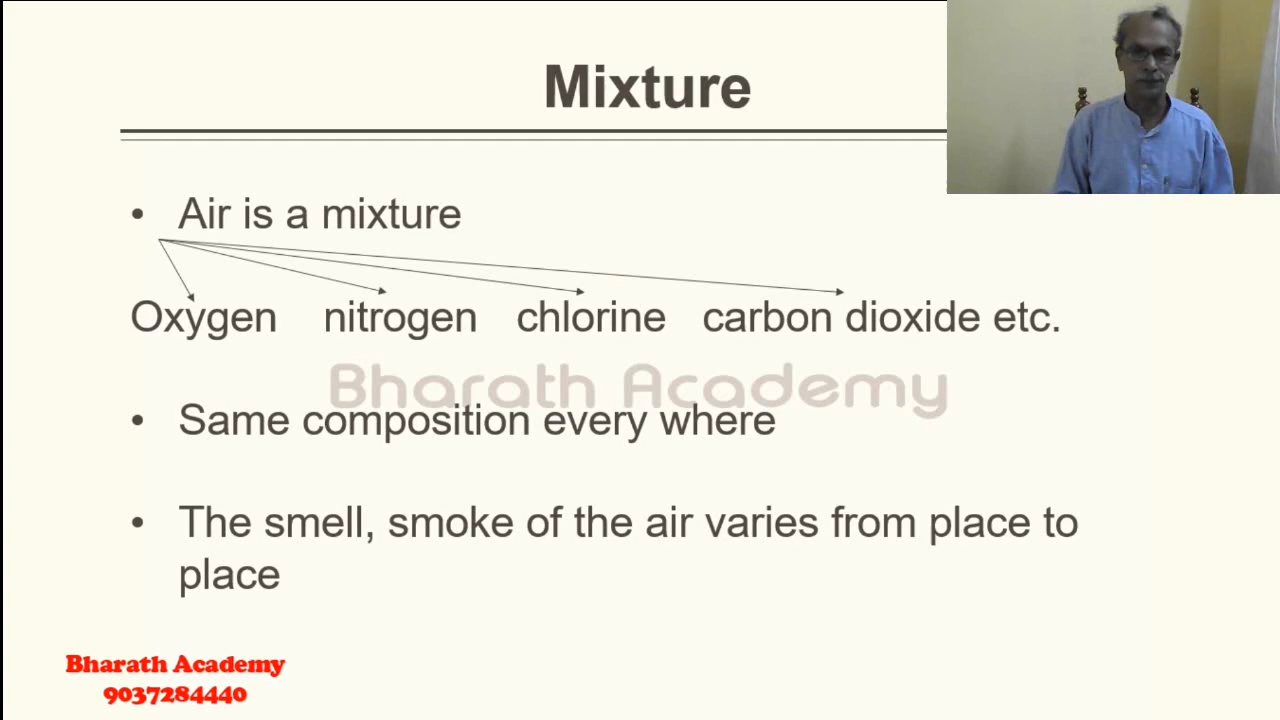 Mixture
• Air is a mixture
Oxygen nitrogen chlorine carbon dioxide etc.
Bharath Academy
• Same composition every where
• The smell, smoke of the air varies from place to
place
Bharath Academy
9037284440